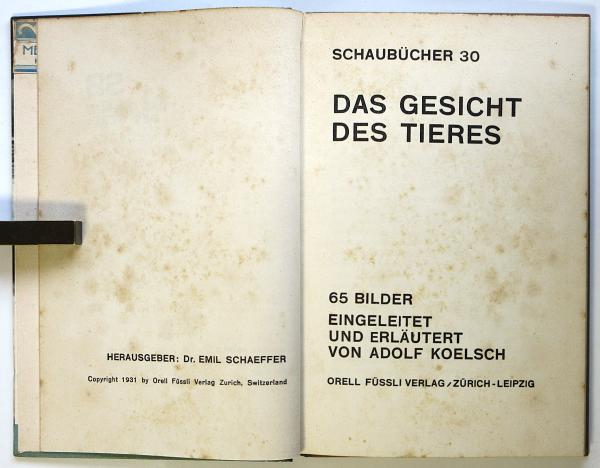 ME
HERAUSGEBER: Dr. EMIL SCHAEFFER
Copyright 1931 by Orell Füssli Verlag Zurich, Switzerland
SCHAUBÜCHER 30
DAS GESICHT
DES TIERES
65 BILDER
EINGELEITET
UND ERLÄUTERT
VON ADOLF KOELSCH
ORELL FÜSSLI VERLAG / ZÜRICH - LEIPZIG